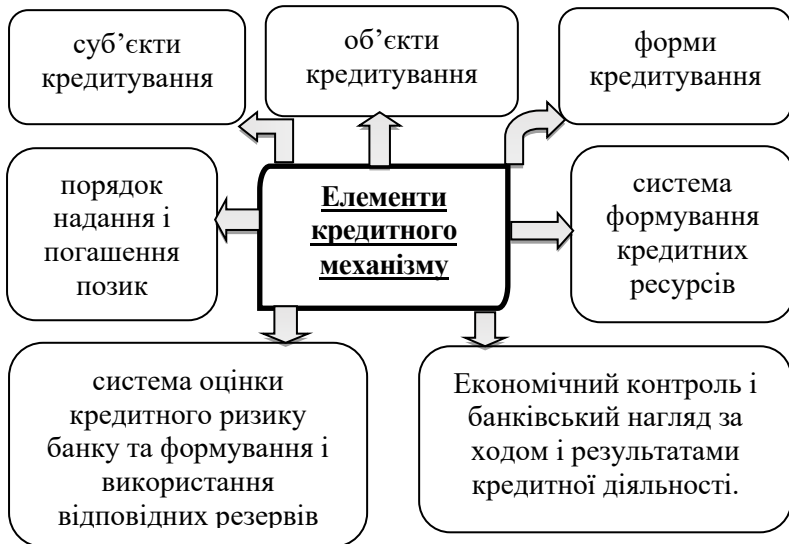 суб’єкти
кредитування
об’єкти
кредитування
форми
кредитування
порядок
надання і
погашення
позик
Елементи
кредитного
механізму
система
формування
кредитних
ресурсів
система оцінки
кредитного ризику
банку та формування і
використання
відповідних резервів
Економічний контроль і
банківський нагляд за
ходом і результатами
кредитної діяльності.